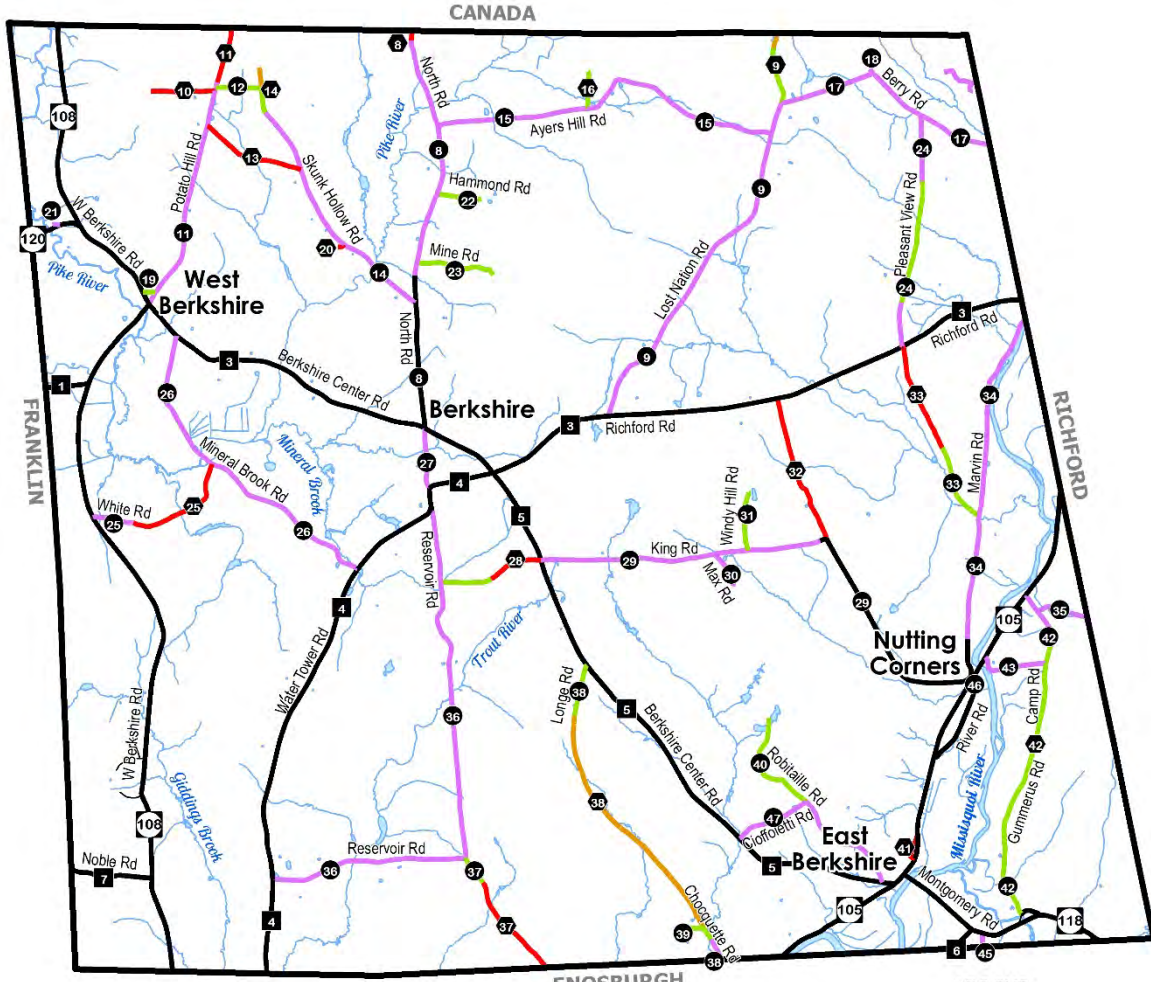 CANADA
8
11
9
10
12
14
16
18
17
North Rd
Berry Rd
108
15
Ayers Hill Rd
15
17
Pike River
8
13
24
Potato Hill Rd
Skunk Hollow Rd
Hammond Rd
22
9
21
W Berkshire Rd
120
11
20
Mine Rd
23
14
Pleasant View Rd
Pike River
19
West
Berkshire
Lost Nation Rd
24
North Rd
3
Richford Rd
3
Berkshire Center Rd
9
8
1
26
33
34
FRANKLIN
Berkshire
3
Richford Rd
RICHFORD
Mineral Brook Rd
Mineral Brook
27
4
32
Marvin Rd
33
White Rd
25
25
26
5
Windy Hill Rd
31
Reservoir Rd
28
29
King Rd
Max Rd
30
34
4
29
105
35
Trout River
Nutting
Corners
42
43
Water Tower Rd
W Berkshire Rd
36
Longe Rd
38
5
Berkshire Center Rd
46
River Rd
Camp Rd
42
Giddings Brook
40
Robitaille Rd
38
Missisquoi River
Gummerus Rd
108
47
Cioffoletti Rd
East
Berkshire
41
Noble Rd
7
Reservoir Rd
36
37
5
42
Montgomery Rd
Chocquette Rd
105
118
4
37
39
38
6
45
ENOSBURGH